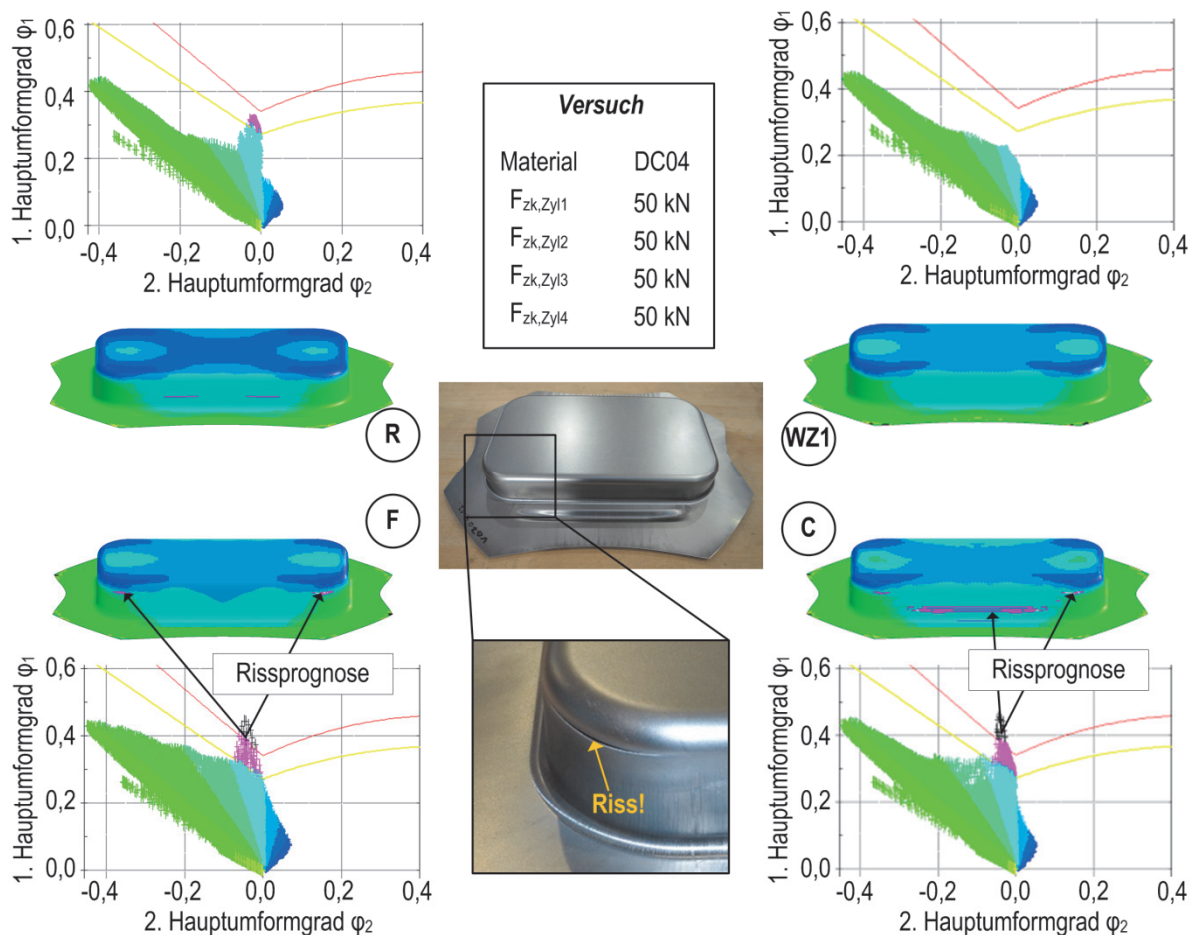 1. Hauptumformgrad φ1
0,6
0,4
0,2
0,0
-0,4 -0,2 0,0 0,2 0,4
2. Hauptumformgrad φ2
Versuch
Material DC04
Fzk,Zyl1 50 kN
Fzk,Zyl2 50 kN
Fzk,Zyl3 50 kN
Fzk,Zyl4 50 kN
1. Hauptumformgrad φ1
0,6
0,4
0,2
0,0
-0,4 -0,2 0,0 0,2 0,4
2. Hauptumformgrad φ2
R
WZ1
F
C
1. Hauptumformgrad φ1
0,6
0,4
0,2
0,0
-0,4 -0,2 0,0 0,2 0,4
2. Hauptumformgrad φ2
Rissprognose
Riss!
1. Hauptumformgrad φ1
0,6
0,4
0,2
0,0
-0,4 -0,2 0,0 0,2 0,4
2. Hauptumformgrad φ2
Rissprognose